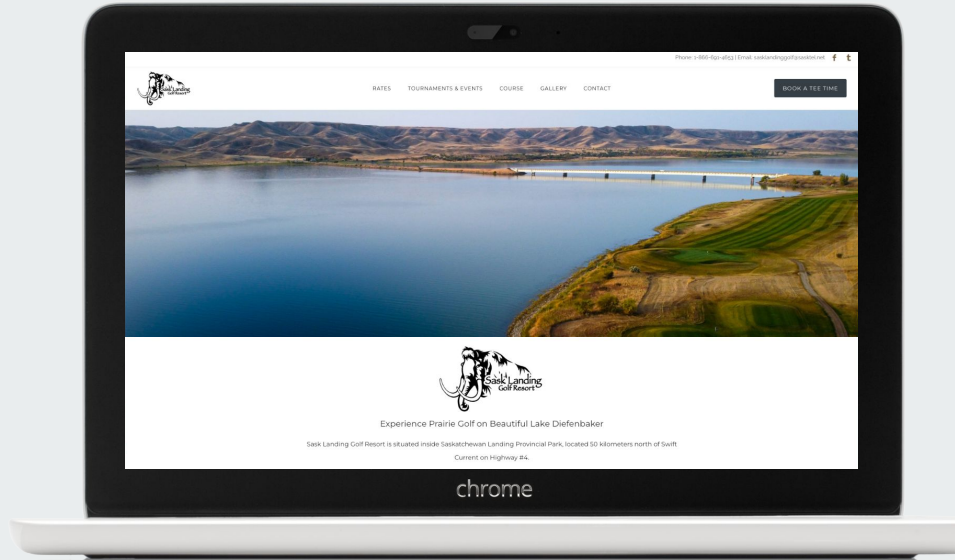 Phone: 1-866-691-4653 | Email: sasklandinggolf@sasktel.net f t
Sask Landing
Golf Resort
RATES TOURNAMENTS & EVENTS COURSE GALLERY CONTACT
BOOK A TEE TIME
Sask Landing
Golf Resort
Experience Prairie Golf on Beautiful Lake Diefenbaker
Sask Landing Golf Resort is situated inside Saskatchewan Landing Provincial Park, located 50 kilometers north of Swift
Current on Highway #4.
chrome